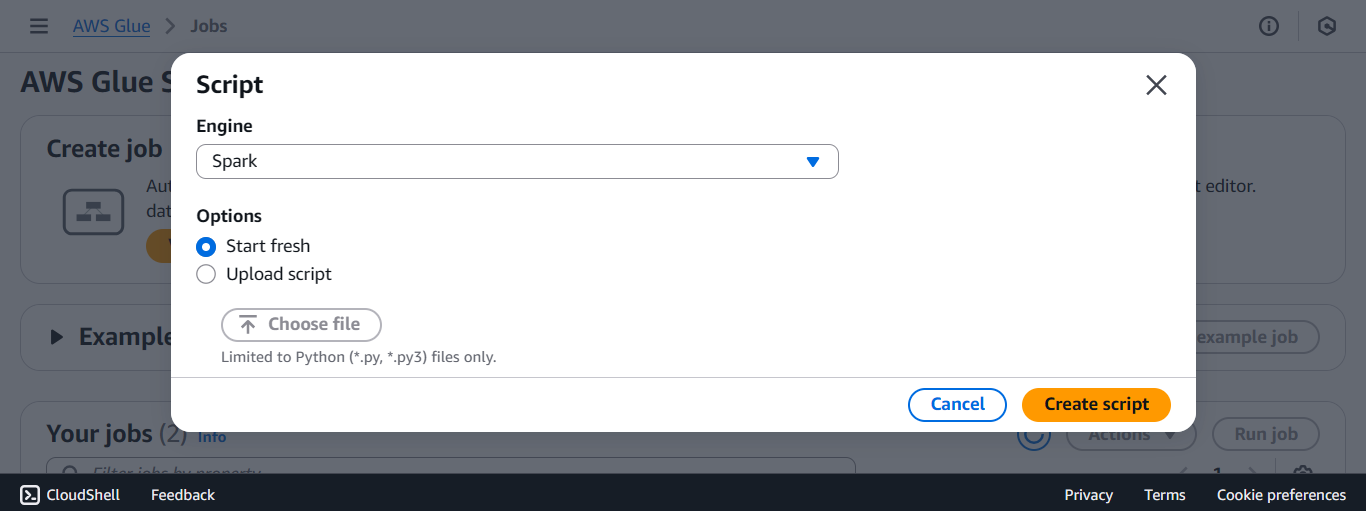 AWS Glue > Jobs
AWS Glue
Script
Engine
Spark
Create job
t editor.
Options
Start fresh
Upload script
Choose file
Limited to Python (*.py, *.py3) files only.
Example
example job
Cancel
Create script
Your jobs (2) Info
Actions
Run job
Filter jobs by property
1
CloudShell
Feedback
Privacy
Terms
Cookie preferences